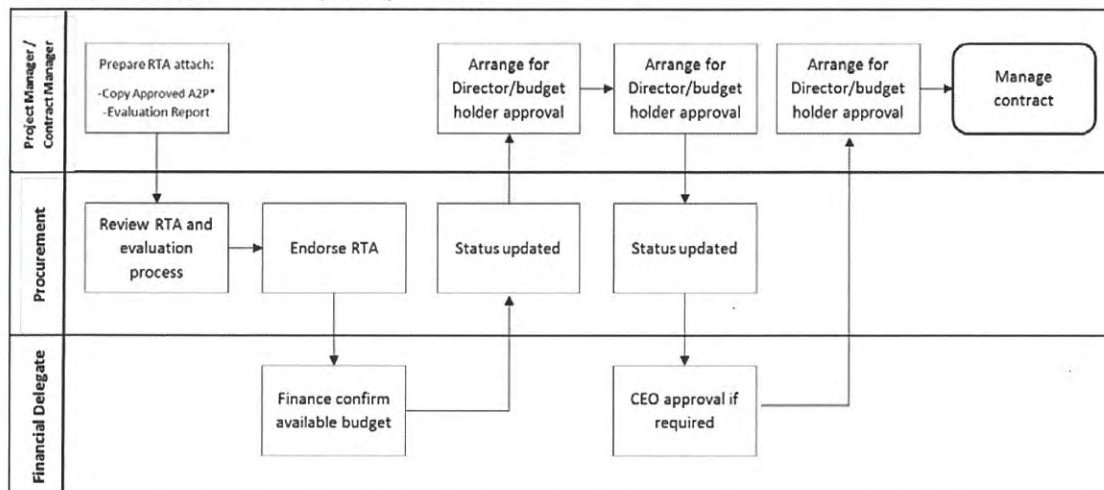 Project Manager /
Contract Manager
Prepare RTA attach:
-Copy Approved A2P*
-Evaluation Report
Arrange for
Director/budget
holder approval
Arrange for
Director/budget
holder approval
Arrange for
Director/budget
holder approval
Manage
contract
Procurement
Review RTA and
evaluation
process
Endorse RTA
Status updated
Status updated
Financial Delegate
Finance confirm
available budget
CEO approval if
required